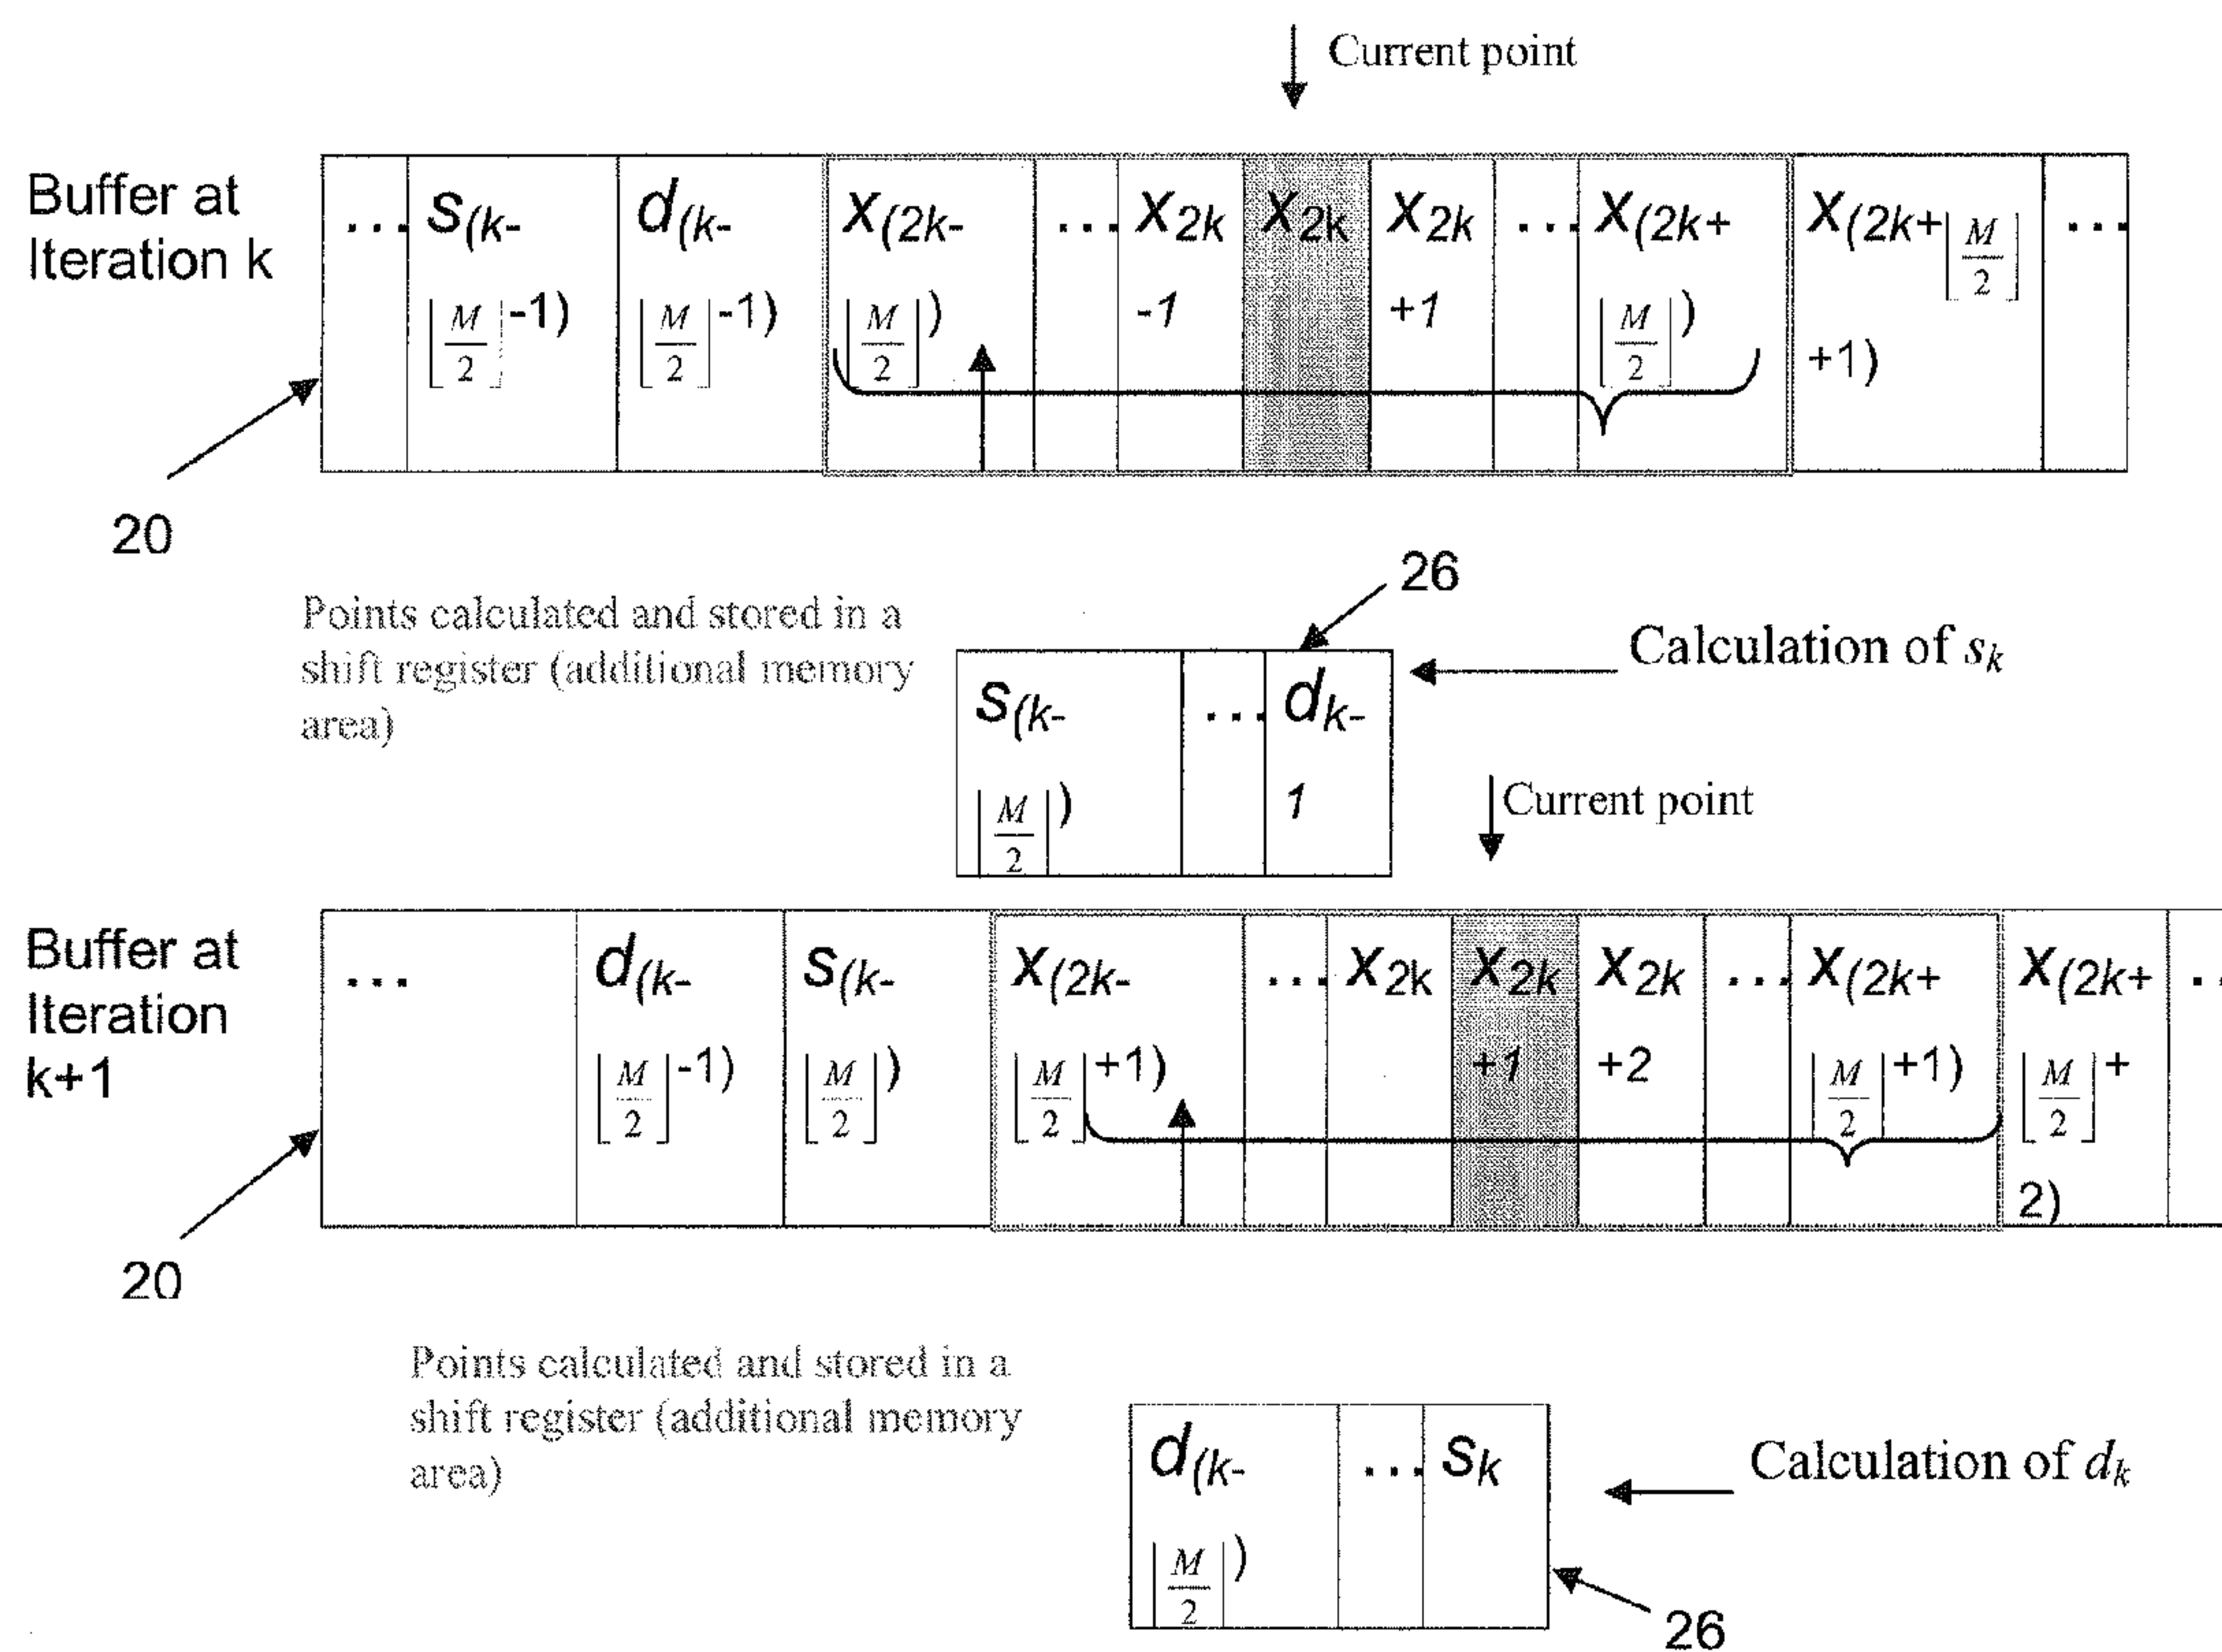 Current point
Buffer at
Iteration k
... s(k- d(k- x(2k- ... x2k x2k x2k ... x(2k+ x(2k+⌊M/2⌋ ...
⌊M/2⌋-1) ⌊M/2⌋-1) ⌊M/2⌋) -1 +1 ⌊M/2⌋) +1)
20
26
Points calculated and stored in a
shift register (additional memory
area)
Calculation of sk
s(k- ... dk-
⌊M/2⌋) 1
Current point
Buffer at
Iteration
k+1
... d(k- s(k- x(2k- ... x2k x2k x2k ... x(2k+ x(2k+ ..
⌊M/2⌋-1) ⌊M/2⌋) ⌊M/2⌋+1) +1 +2 ⌊M/2⌋+1) ⌊M/2⌋+
2)
20
Points calculated and stored in a
shift register (additional memory
area)
d(k- ... sk
⌊M/2⌋)
Calculation of dk
26